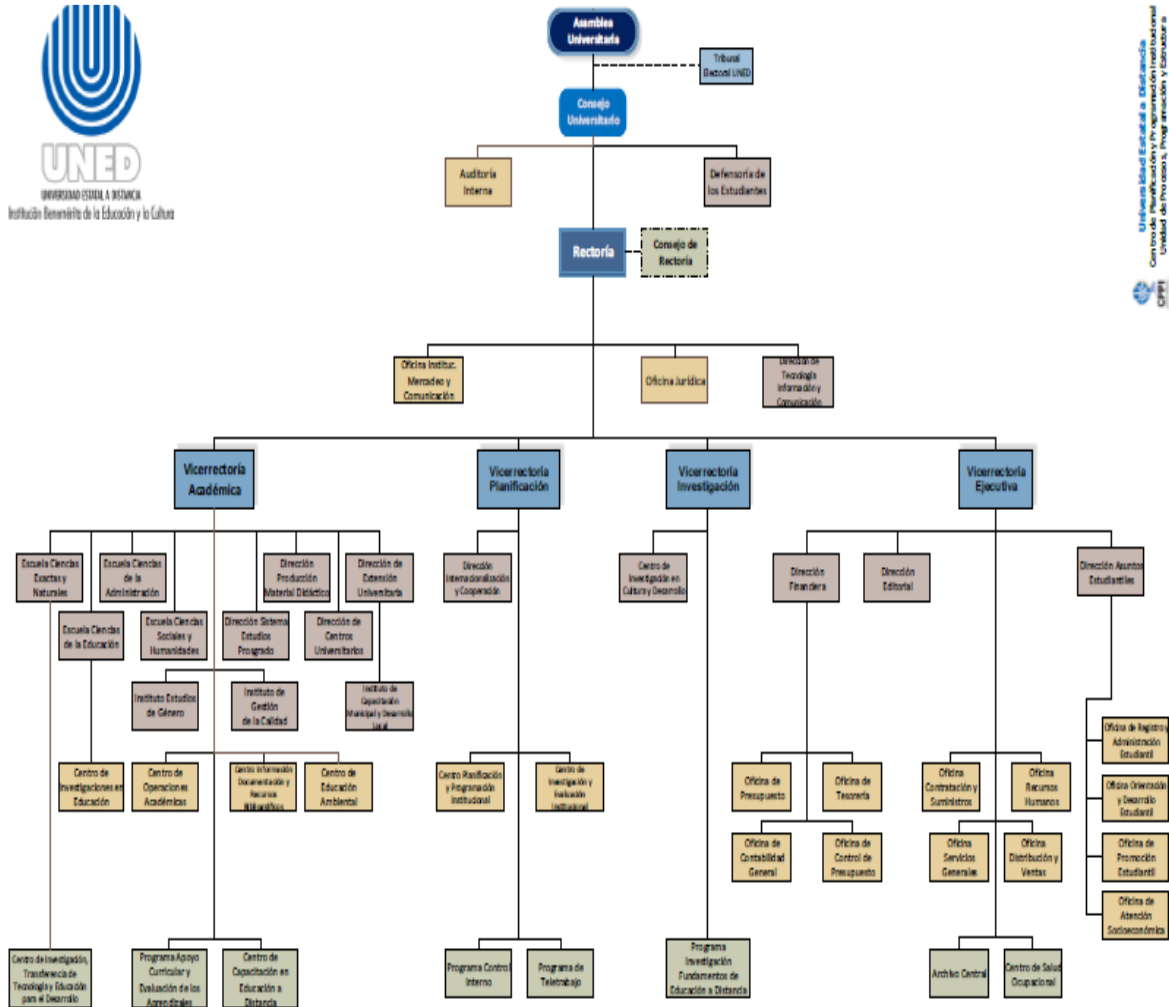 Asamblea
Universitaria
Tribunal
Electoral UNED
Consejo
Universitario
UNED
UNIVERSIDAD ESTATAL A DISTANCIA
Institución Benemérita de la Educación y la Cultura
Universidad Estatal a Distancia
Centro de Planificación y Programación Institucional
Unidad de Procesos, Programación y Estructura
CPPI
Auditoría
Interna
Defensoría de
los Estudiantes
Rectoría
Consejo de
Rectoría
Oficina Instituc.
Mercadeo y
Comunicación
Oficina Jurídica
Dirección de
Tecnología
Información y
Comunicación
Vicerrectoría
Académica
Vicerrectoría
Planificación
Vicerrectoría
Investigación
Vicerrectoría
Ejecutiva
Escuela Ciencias
Exactas y
Naturales
Escuela Ciencias
de la
Administración
Dirección
Producción
Material Didáctico
Dirección de
Extensión
Universitaria
Dirección
Internacionalización
y Cooperación
Centro de
Investigación en
Cultura y Desarrollo
Dirección
Financiera
Dirección
Editorial
Dirección Asuntos
Estudiantiles
Escuela Ciencias
de la Educación
Escuela Ciencias
Sociales y
Humanidades
Dirección Sistema
Estudios
Posgrado
Dirección de
Centros
Universitarios
Instituto Estudios
de Género
Instituto de
Gestión
de la Calidad
Instituto de
Capacitación
Municipal y Desarrollo
Local
Centro de
Investigaciones en
Educación
Centro de
Operaciones
Académicas
Centro Información
Documentación y
Recursos
Bibliográficos
Centro de
Educación
Ambiental
Centro Planificación
y Programación
Institucional
Centro de
Investigación y
Evaluación
Institucional
Oficina de
Presupuesto
Oficina de
Tesorería
Oficina
Contratación y
Suministros
Oficina
Recursos
Humanos
Oficina de Registro y
Administración
Estudiantil
Oficina Orientación
y Desarrollo
Estudiantil
Oficina de
Contabilidad
General
Oficina de
Control de
Presupuesto
Oficina
Servicios
Generales
Oficina
Distribución y
Ventas
Oficina de
Promoción
Estudiantil
Oficina de
Atención
Socioeconómica
Centro de Investigación,
Transferencia de
Tecnología y Educación
para el Desarrollo
Programa Apoyo
Curricular y
Evaluación de los
Aprendizajes
Centro de
Capacitación en
Educación a
Distancia
Programa Control
Interno
Programa de
Teletrabajo
Programa
Investigación
Fundamentos de
Educación a Distancia
Archivo Central
Centro de Salud
Ocupacional